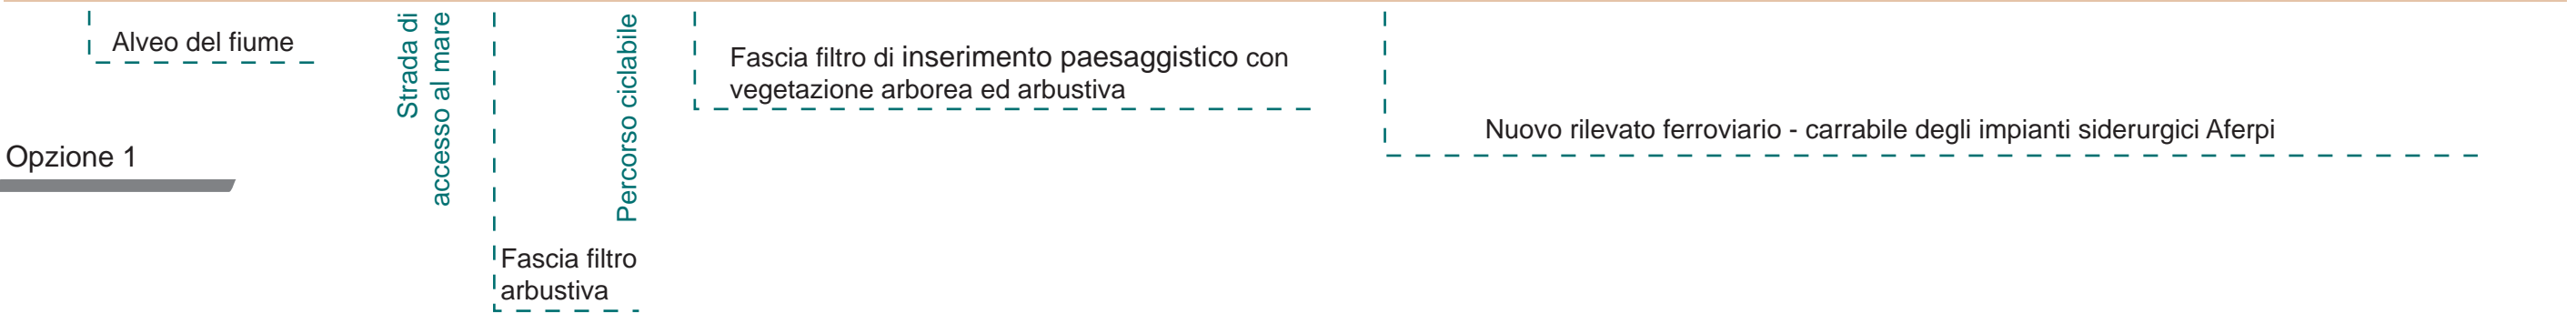 Alveo del fiume
Strada di
accesso al mare
Percorso ciclabile
Fascia filtro di inserimento paesaggistico con
vegetazione arborea ed arbustiva
Nuovo rilevato ferroviario - carrabile degli impianti siderurgici Aferpi
Opzione 1
Fascia filtro
arbustiva